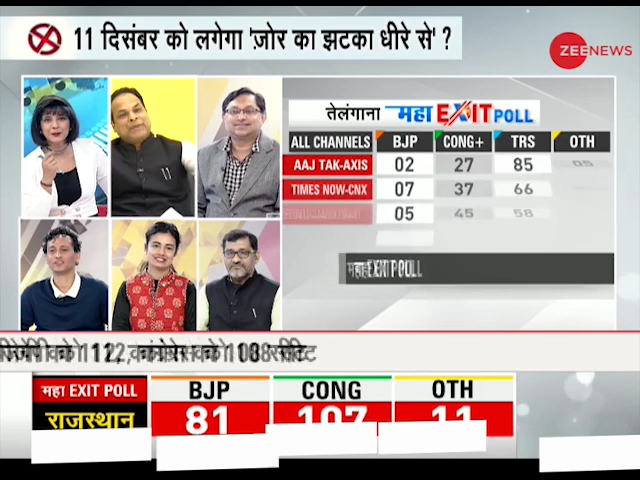 11 दिसंबर को लगेगा 'ज़ोर का झटका धीरे से' ?
ZEE NEWS
तेलंगाना महा EXIT POLL
ALL CHANNELS BJP CONG+ TRS OTH
AAJ TAK-AXIS 02 27 85 05
TIMES NOW-CNX 07 37 66
05 45 58
महा EXIT POLL
महा EXIT POLL BJP CONG OTH
राजस्थान 81 107 11